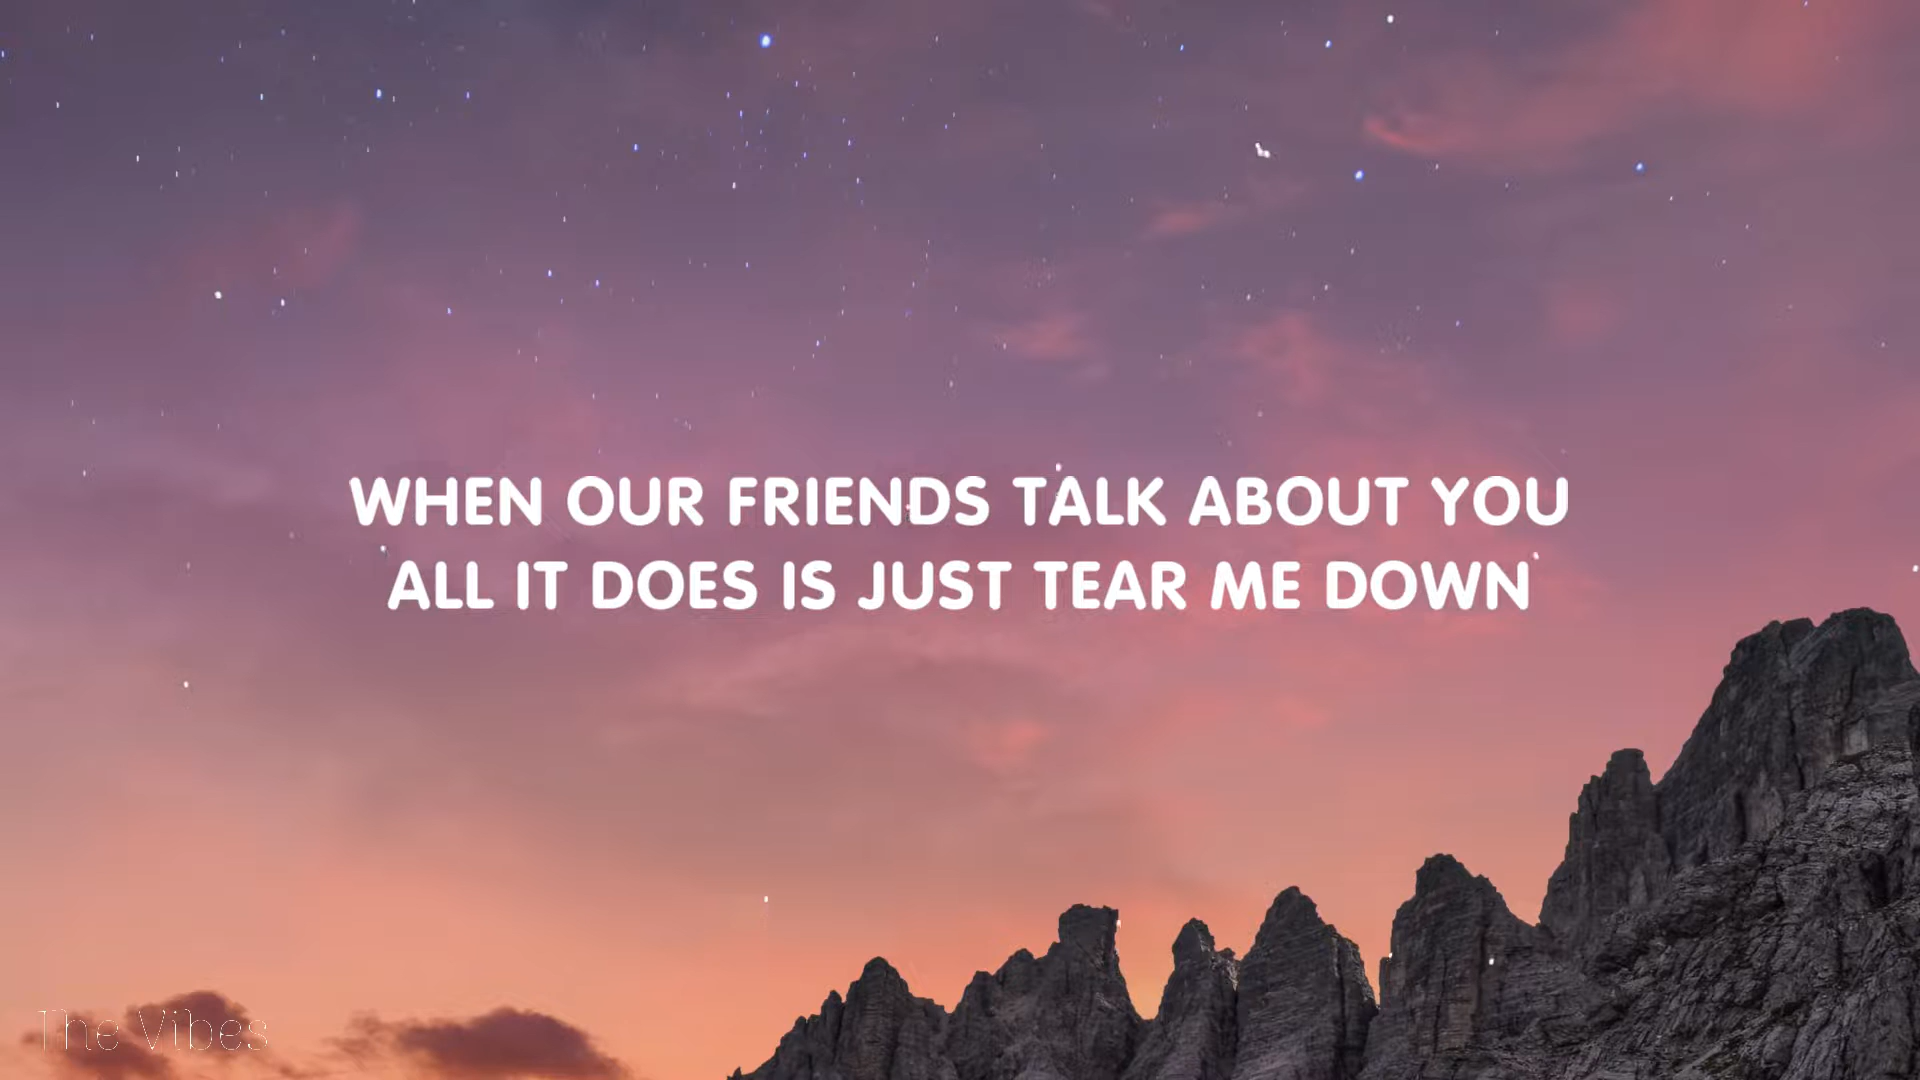 WHEN OUR FRIENDS TALK ABOUT YOU
ALL IT DOES IS JUST TEAR ME DOWN
The Vibes